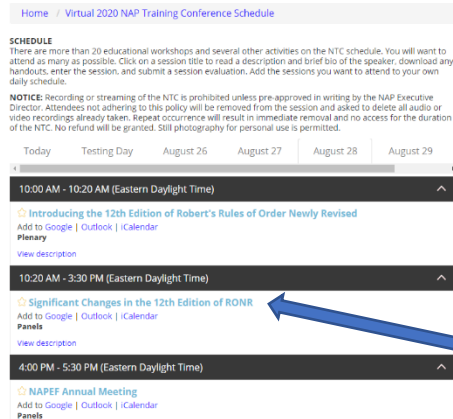 Home / Virtual 2020 NAP Training Conference Schedule
SCHEDULE
There are more than 20 educational workshops and several other activities on the NTC schedule. You will want to
attend as many as possible. Click on a session title to read a description and brief bio of the speaker, download any
handouts, enter the session, and submit a session evaluation. Add the sessions you want to attend to your own
daily schedule.
NOTICE: Recording or streaming of the NTC is prohibited unless pre-approved in writing by the NAP Executive
Director. Attendees not adhering to this policy will be removed from the session and asked to delete all audio or
video recordings already taken. Repeat occurrence will result in immediate removal and no access for the duration
of the NTC. No refund will be granted. Still photography for personal use is permitted.
Today Testing Day August 26 August 27 August 28 August 29
10:00 AM - 10:20 AM (Eastern Daylight Time)
Introducing the 12th Edition of Robert's Rules of Order Newly Revised
Add to Google | Outlook | iCalendar
Plenary
View description
10:20 AM - 3:30 PM (Eastern Daylight Time)
Significant Changes in the 12th Edition of RONR
Add to Google | Outlook | iCalendar
Panels
View description
4:00 PM - 5:30 PM (Eastern Daylight Time)
NAPEF Annual Meeting
Add to Google | Outlook | iCalendar
Panels